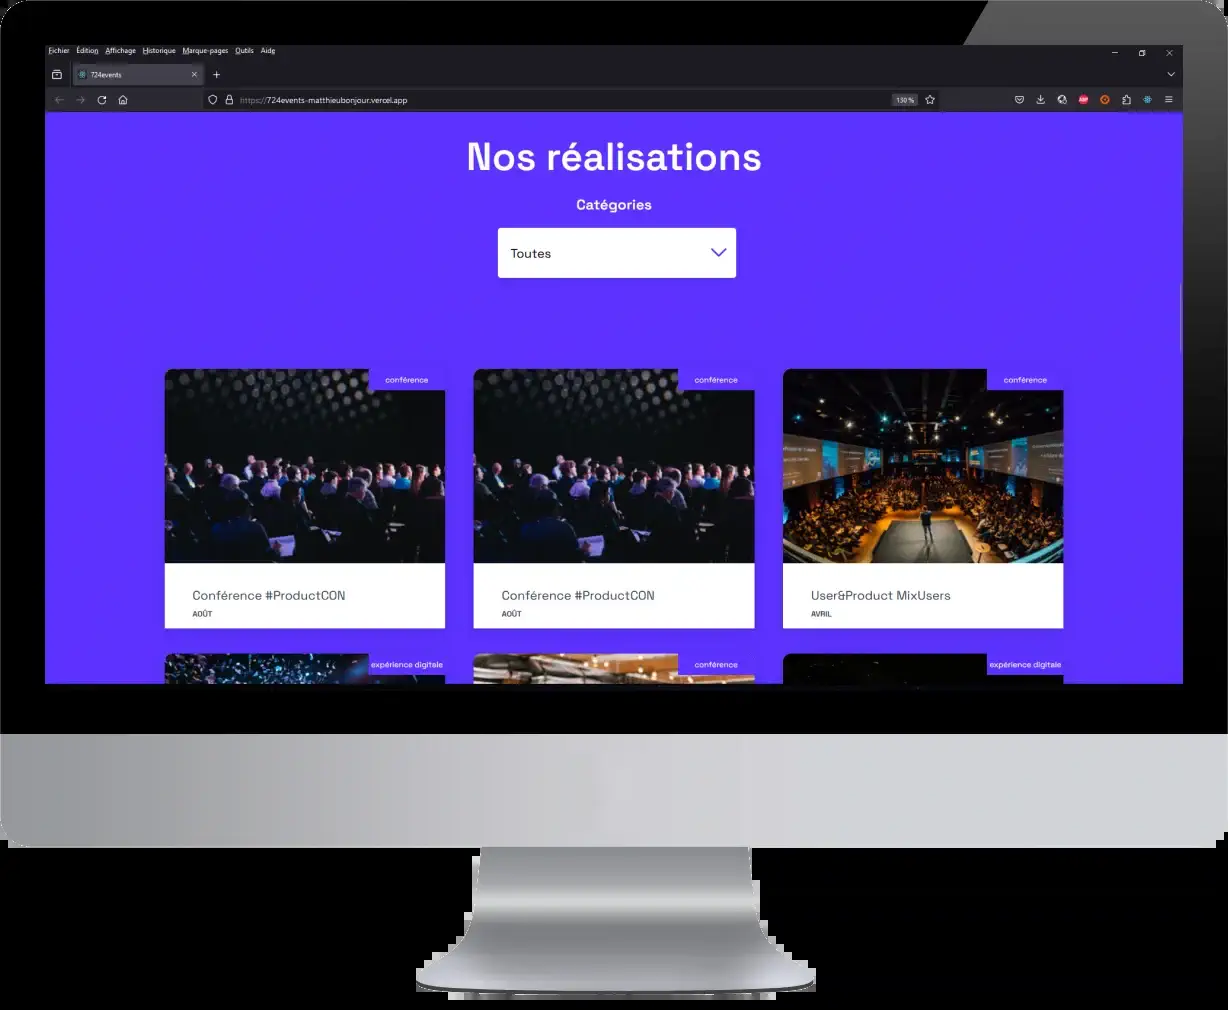 Fichier Édition Affichage Historique Marque-pages Outils Aide
724events
https://724events-matthieubonjour.vercel.app
130 %
Nos réalisations
Catégories
Toutes
conférence
conférence
conférence
Conférence #ProductCON
AOÛT
Conférence #ProductCON
AOÛT
User&Product MixUsers
AVRIL
expérience digitale
conférence
expérience digitale